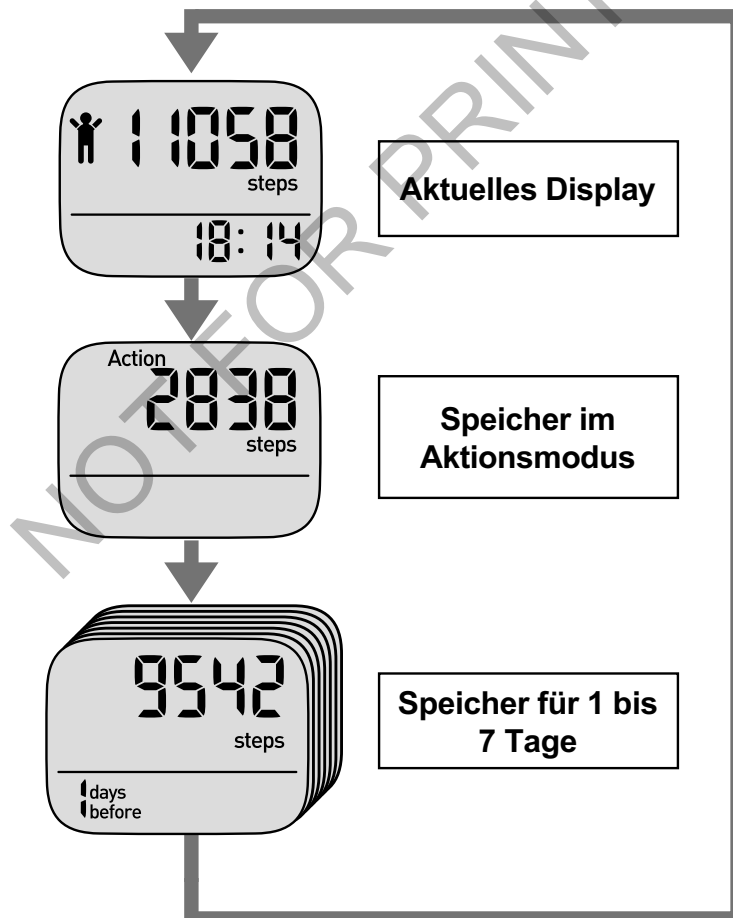 11058
steps
18:14
Aktuelles Display
Action
2838
steps
Speicher im
Aktionsmodus
9542
steps
1 days
before
Speicher für 1 bis
7 Tage
NOT FOR PRINT